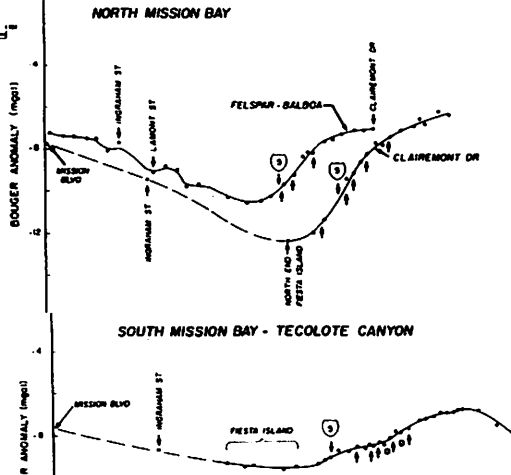 NORTH MISSION BAY
BOUGER ANOMALY (mgal)
-8
-12
INGRAHAM ST
LAMONT ST
FELSPAR - BALBOA
CLAIREMONT DR
5
5
CLAIREMONT DR
MISSION BLVD
INGRAHAM ST
NORTH END
FIESTA ISLAND
SOUTH MISSION BAY - TECOLOTE CANYON
R ANOMALY (mgal)
-4
-8
MISSION BLVD
INGRAHAM ST
FIESTA ISLAND
5
D D